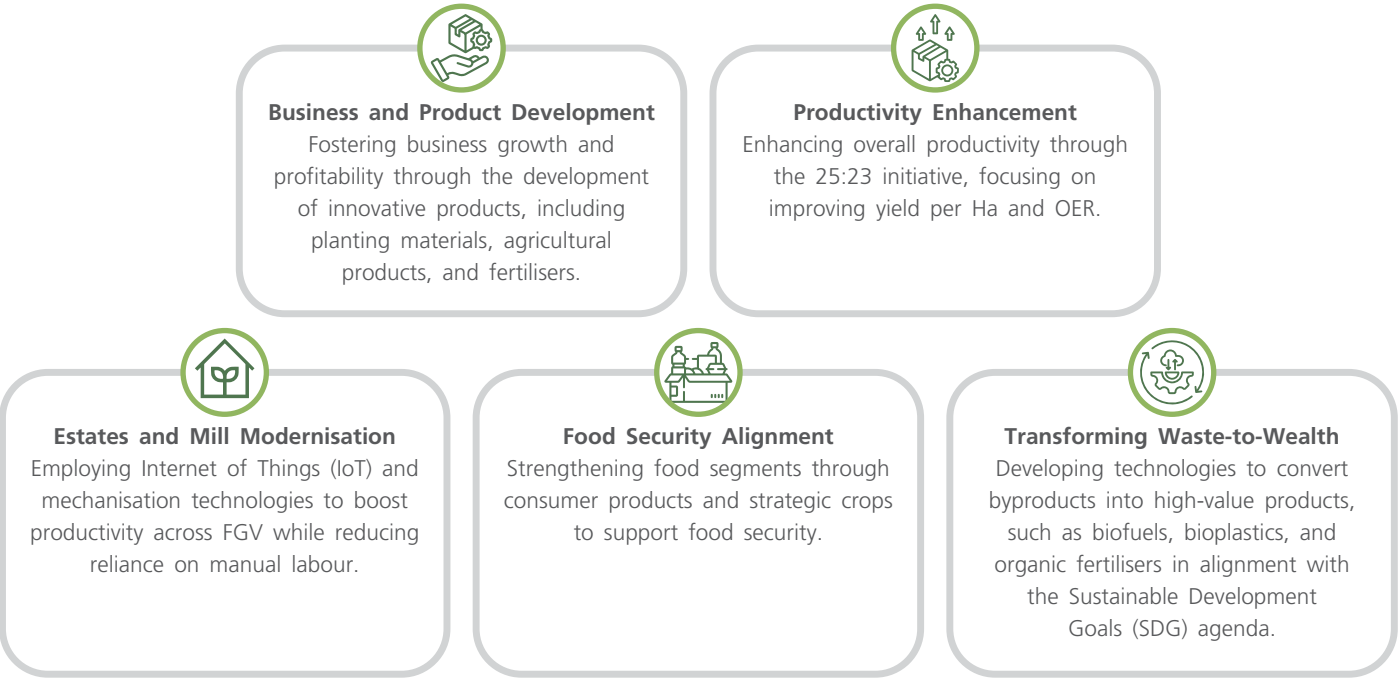 Business and Product Development
Fostering business growth and
profitability through the development
of innovative products, including
planting materials, agricultural
products, and fertilisers.
Productivity Enhancement
Enhancing overall productivity through
the 25:23 initiative, focusing on
improving yield per Ha and OER.
Estates and Mill Modernisation
Employing Internet of Things (IoT) and
mechanisation technologies to boost
productivity across FGV while reducing
reliance on manual labour.
Food Security Alignment
Strengthening food segments through
consumer products and strategic crops
to support food security.
Transforming Waste-to-Wealth
Developing technologies to convert
byproducts into high-value products,
such as biofuels, bioplastics, and
organic fertilisers in alignment with
the Sustainable Development
Goals (SDG) agenda.